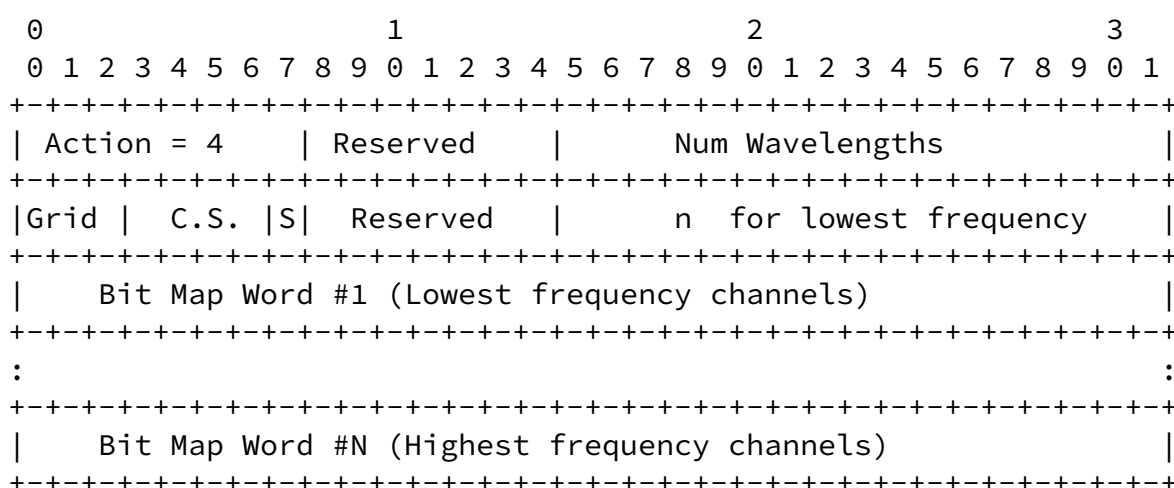 0                   1                   2                   3
 0 1 2 3 4 5 6 7 8 9 0 1 2 3 4 5 6 7 8 9 0 1 2 3 4 5 6 7 8 9 0 1
+-+-+-+-+-+-+-+-+-+-+-+-+-+-+-+-+-+-+-+-+-+-+-+-+-+-+-+-+-+-+-+-+
| Action = 4    | Reserved    |      Num Wavelengths            |
+-+-+-+-+-+-+-+-+-+-+-+-+-+-+-+-+-+-+-+-+-+-+-+-+-+-+-+-+-+-+-+-+
|Grid |  C.S. |S|  Reserved   |      n  for lowest frequency    |
+-+-+-+-+-+-+-+-+-+-+-+-+-+-+-+-+-+-+-+-+-+-+-+-+-+-+-+-+-+-+-+-+
|    Bit Map Word #1 (Lowest frequency channels)                |
+-+-+-+-+-+-+-+-+-+-+-+-+-+-+-+-+-+-+-+-+-+-+-+-+-+-+-+-+-+-+-+-+
:                                                               :
+-+-+-+-+-+-+-+-+-+-+-+-+-+-+-+-+-+-+-+-+-+-+-+-+-+-+-+-+-+-+-+-+
|    Bit Map Word #N (Highest frequency channels)               |
+-+-+-+-+-+-+-+-+-+-+-+-+-+-+-+-+-+-+-+-+-+-+-+-+-+-+-+-+-+-+-+-+